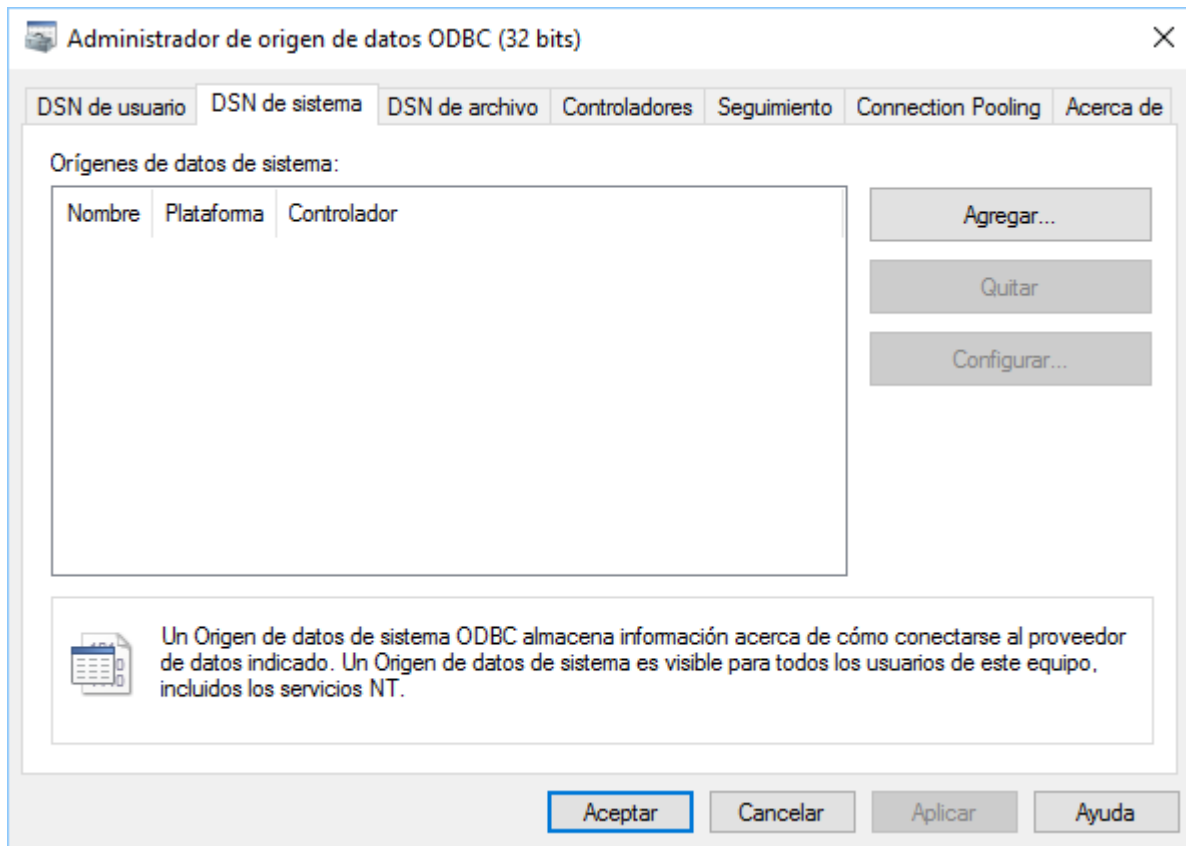 Administrador de origen de datos ODBC (32 bits)
DSN de usuario DSN de sistema DSN de archivo Controladores Seguimiento Connection Pooling Acerca de
Orígenes de datos de sistema:
Nombre Plataforma Controlador
Agregar...
Quitar
Configurar...
Un Origen de datos de sistema ODBC almacena información acerca de cómo conectarse al proveedor
de datos indicado. Un Origen de datos de sistema es visible para todos los usuarios de este equipo,
incluidos los servicios NT.
Aceptar Cancelar Aplicar Ayuda